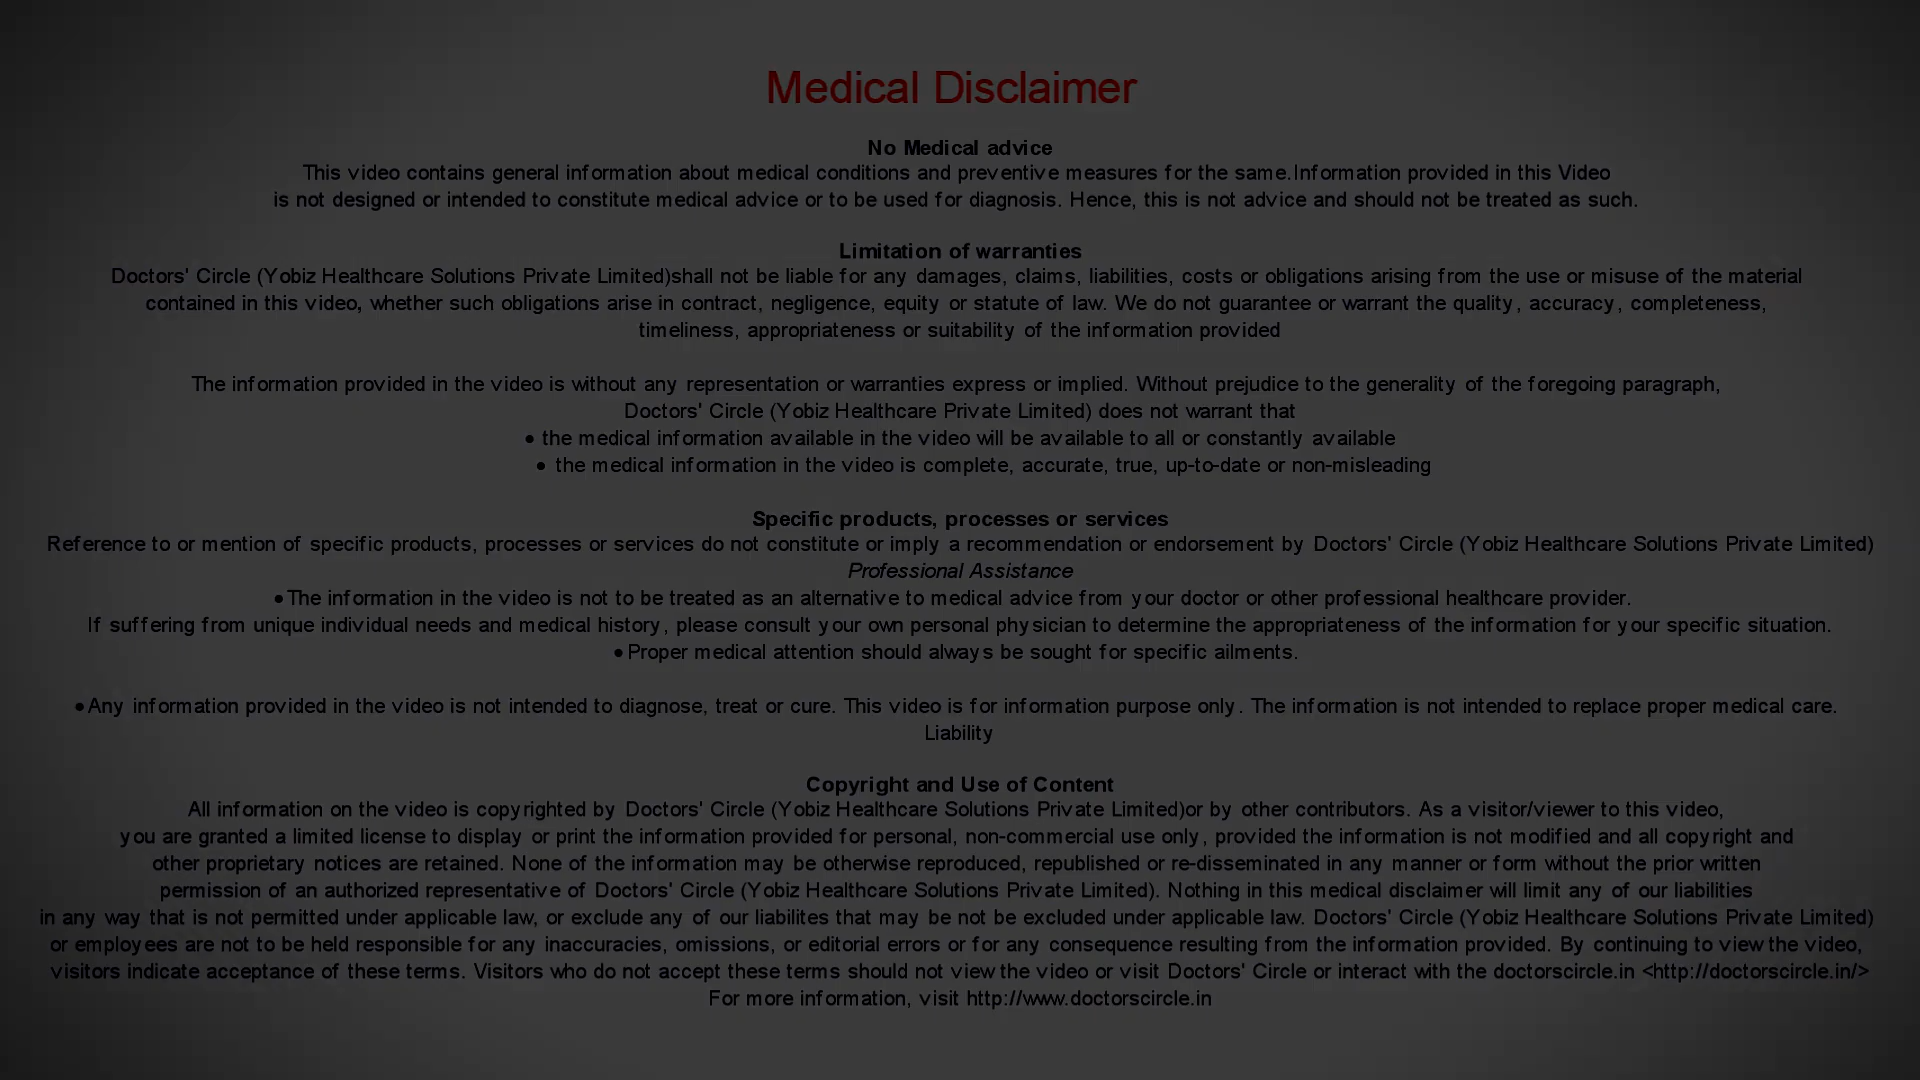 Medical Disclaimer
No Medical advice
This video contains general information about medical conditions and preventive measures for the same.Information provided in this Video
is not designed or intended to constitute medical advice or to be used for diagnosis. Hence, this is not advice and should not be treated as such.
Limitation of warranties
Doctors' Circle (Yobiz Healthcare Solutions Private Limited)shall not be liable for any damages, claims, liabilities, costs or obligations arising from the use or misuse of the material
contained in this video, whether such obligations arise in contract, negligence, equity or statute of law. We do not guarantee or warrant the quality, accuracy, completeness,
timeliness, appropriateness or suitability of the information provided
The information provided in the video is without any representation or warranties express or implied. Without prejudice to the generality of the foregoing paragraph,
Doctors' Circle (Yobiz Healthcare Private Limited) does not warrant that
• the medical information available in the video will be available to all or constantly available
• the medical information in the video is complete, accurate, true, up-to-date or non-misleading
Specific products, processes or services
Reference to or mention of specific products, processes or services do not constitute or imply a recommendation or endorsement by Doctors' Circle (Yobiz Healthcare Solutions Private Limited)
Professional Assistance
•The information in the video is not to be treated as an alternative to medical advice from your doctor or other professional healthcare provider.
If suffering from unique individual needs and medical history, please consult your own personal physician to determine the appropriateness of the information for your specific situation.
•Proper medical attention should always be sought for specific ailments.
•Any information provided in the video is not intended to diagnose, treat or cure. This video is for information purpose only. The information is not intended to replace proper medical care.
Liability
Copyright and Use of Content
All information on the video is copyrighted by Doctors' Circle (Yobiz Healthcare Solutions Private Limited)or by other contributors. As a visitor/viewer to this video,
you are granted a limited license to display or print the information provided for personal, non-commercial use only, provided the information is not modified and all copyright and
other proprietary notices are retained. None of the information may be otherwise reproduced, republished or re-disseminated in any manner or form without the prior written
permission of an authorized representative of Doctors' Circle (Yobiz Healthcare Solutions Private Limited). Nothing in this medical disclaimer will limit any of our liabilities
in any way that is not permitted under applicable law, or exclude any of our liabilites that may be not be excluded under applicable law. Doctors' Circle (Yobiz Healthcare Solutions Private Limited)
or employees are not to be held responsible for any inaccuracies, omissions, or editorial errors or for any consequence resulting from the information provided. By continuing to view the video,
visitors indicate acceptance of these terms. Visitors who do not accept these terms should not view the video or visit Doctors' Circle or interact with the doctorscircle.in <http://doctorscircle.in/>
For more information, visit http://www.doctorscircle.in